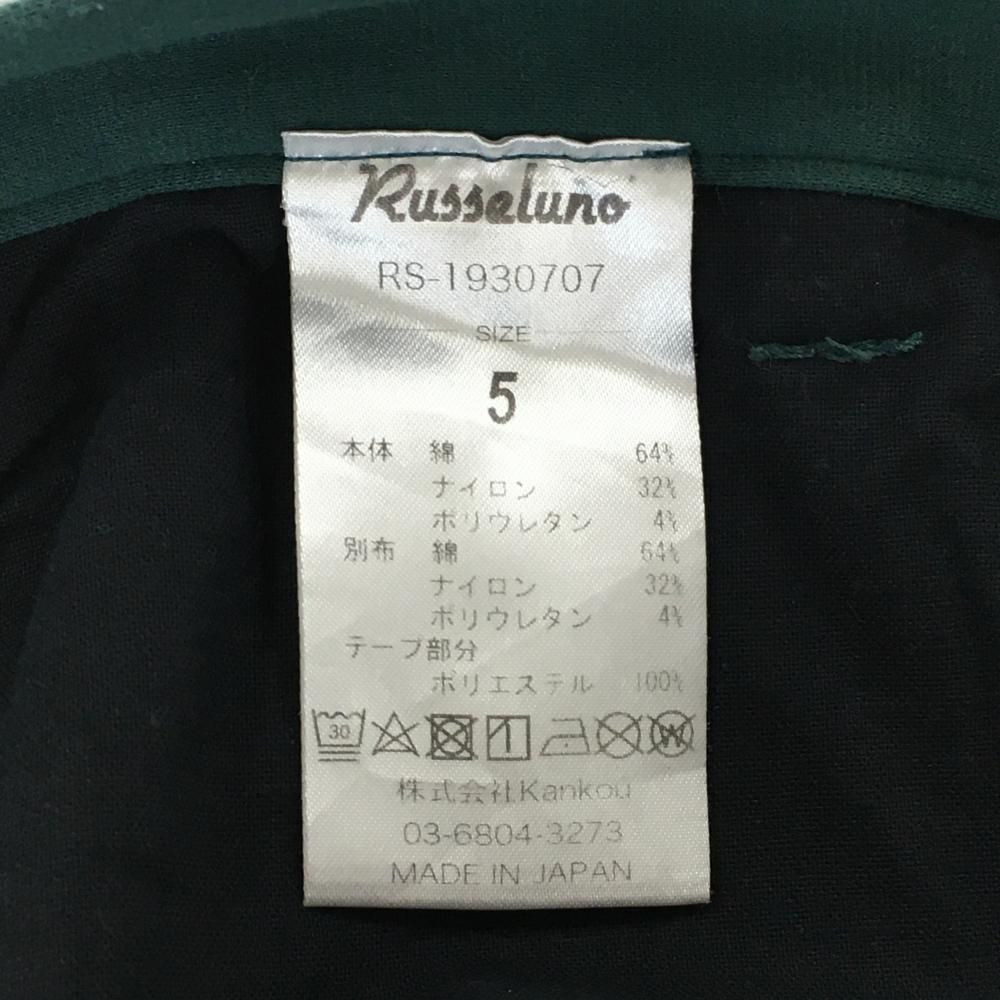 Russeluno
RS-1930707
SIZE
5
本体 綿 64%
ナイロン 32%
ポリウレタン 4%
別布 綿 64%
ナイロン 32%
ポリウレタン 4%
テープ部分
ポリエステル 100%
30 W
株式会社Kankou
03-6804-3273
MADE IN JAPAN